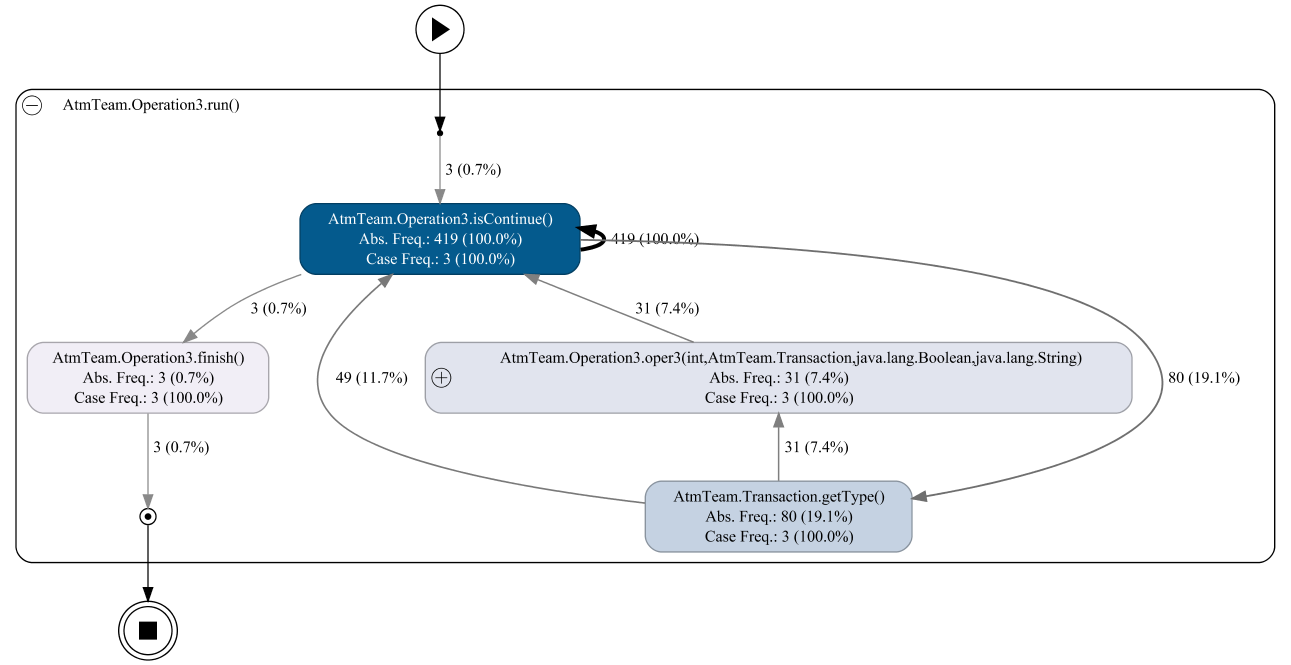 AtmTeam.Operation3.run()
3 (0.7%)
AtmTeam.Operation3.isContinue()
Abs. Freq.: 419 (100.0%)
Case Freq.: 3 (100.0%)
419 (100.0%)
3 (0.7%)
31 (7.4%)
AtmTeam.Operation3.finish()
Abs. Freq.: 3 (0.7%)
Case Freq.: 3 (100.0%)
49 (11.7%)
AtmTeam.Operation3.oper3(int,AtmTeam.Transaction,java.lang.Boolean,java.lang.String)
Abs. Freq.: 31 (7.4%)
Case Freq.: 3 (100.0%)
80 (19.1%)
3 (0.7%)
31 (7.4%)
AtmTeam.Transaction.getType()
Abs. Freq.: 80 (19.1%)
Case Freq.: 3 (100.0%)